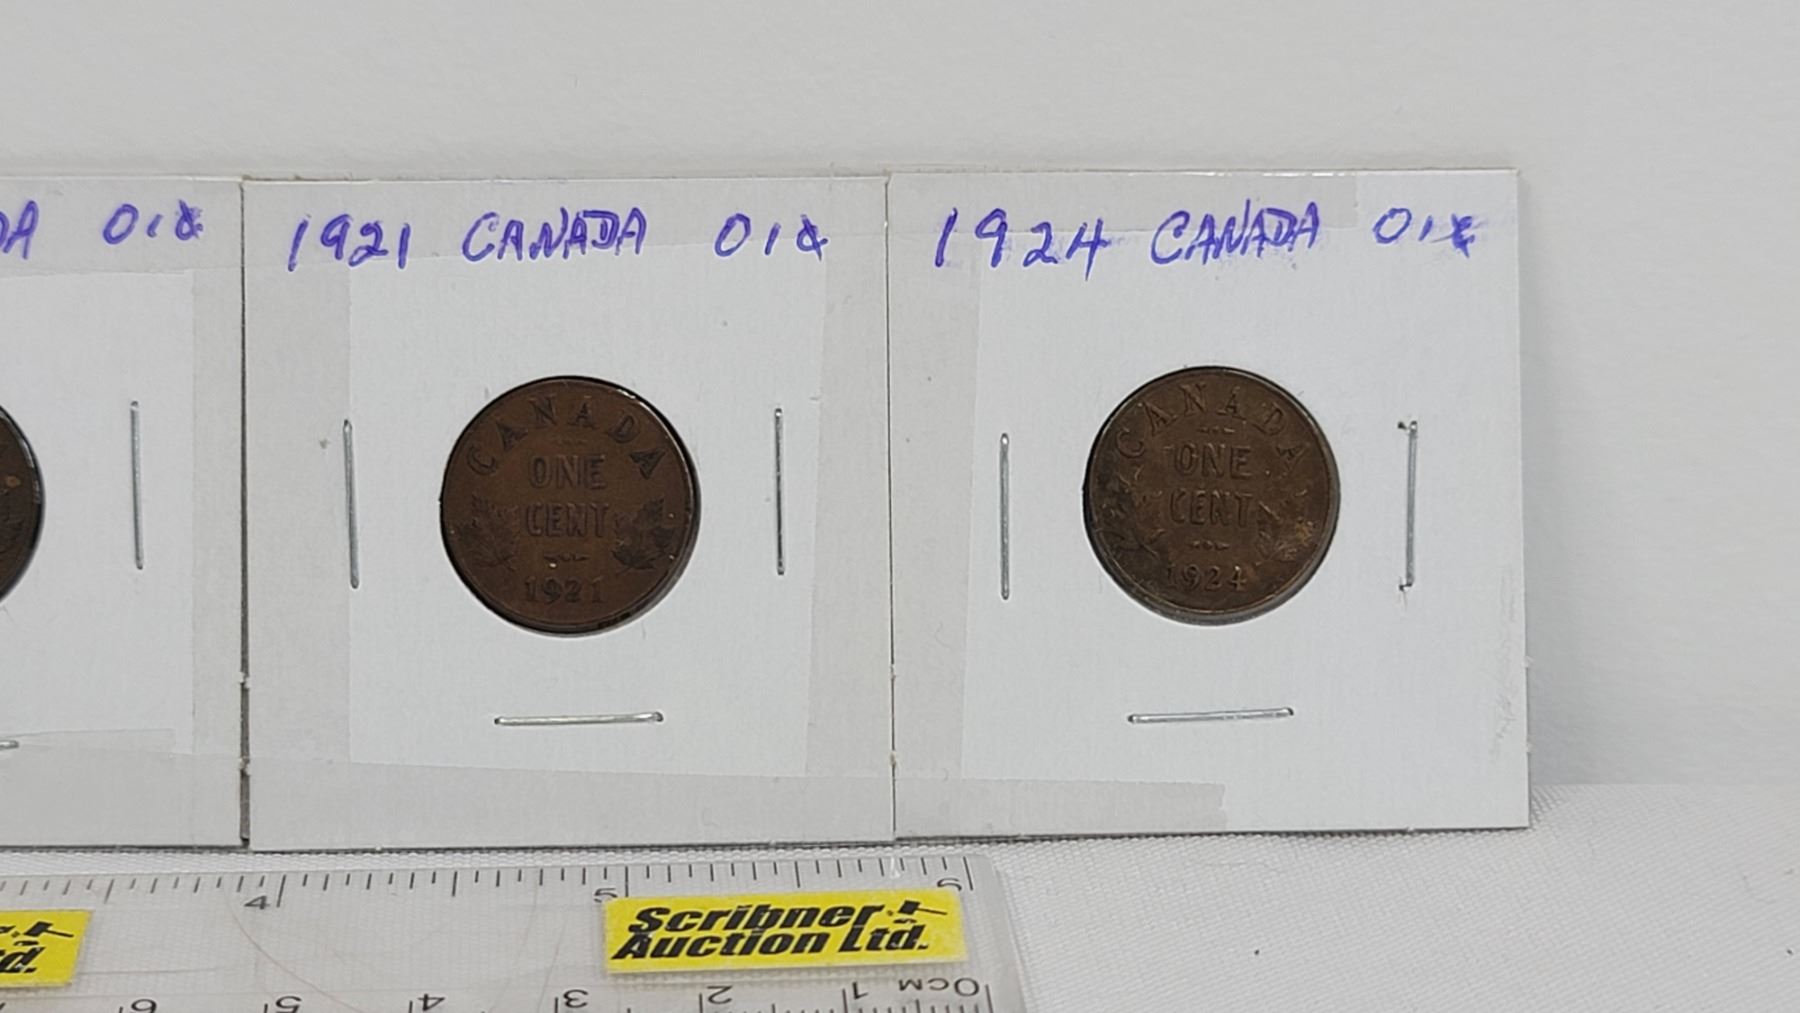 DA 01¢
1921 CANADA 01¢
1924 CANADA 01¢
CANADA
ONE
CENT
1921
CANADA
ONE
CENT
1924
4 5 6
d.
Scribner
Auction Ltd.
6 5 4 3 2 1 0CM